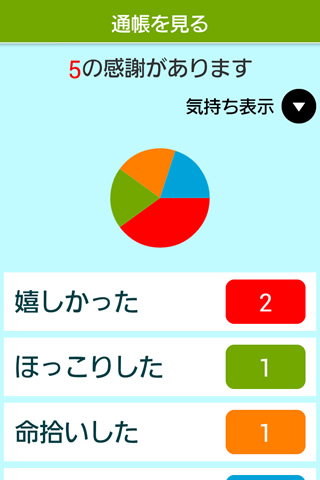 通帳を見る
5の感謝があります
気持ち表示
嬉しかった 2
ほっこりした 1
命拾いした 1